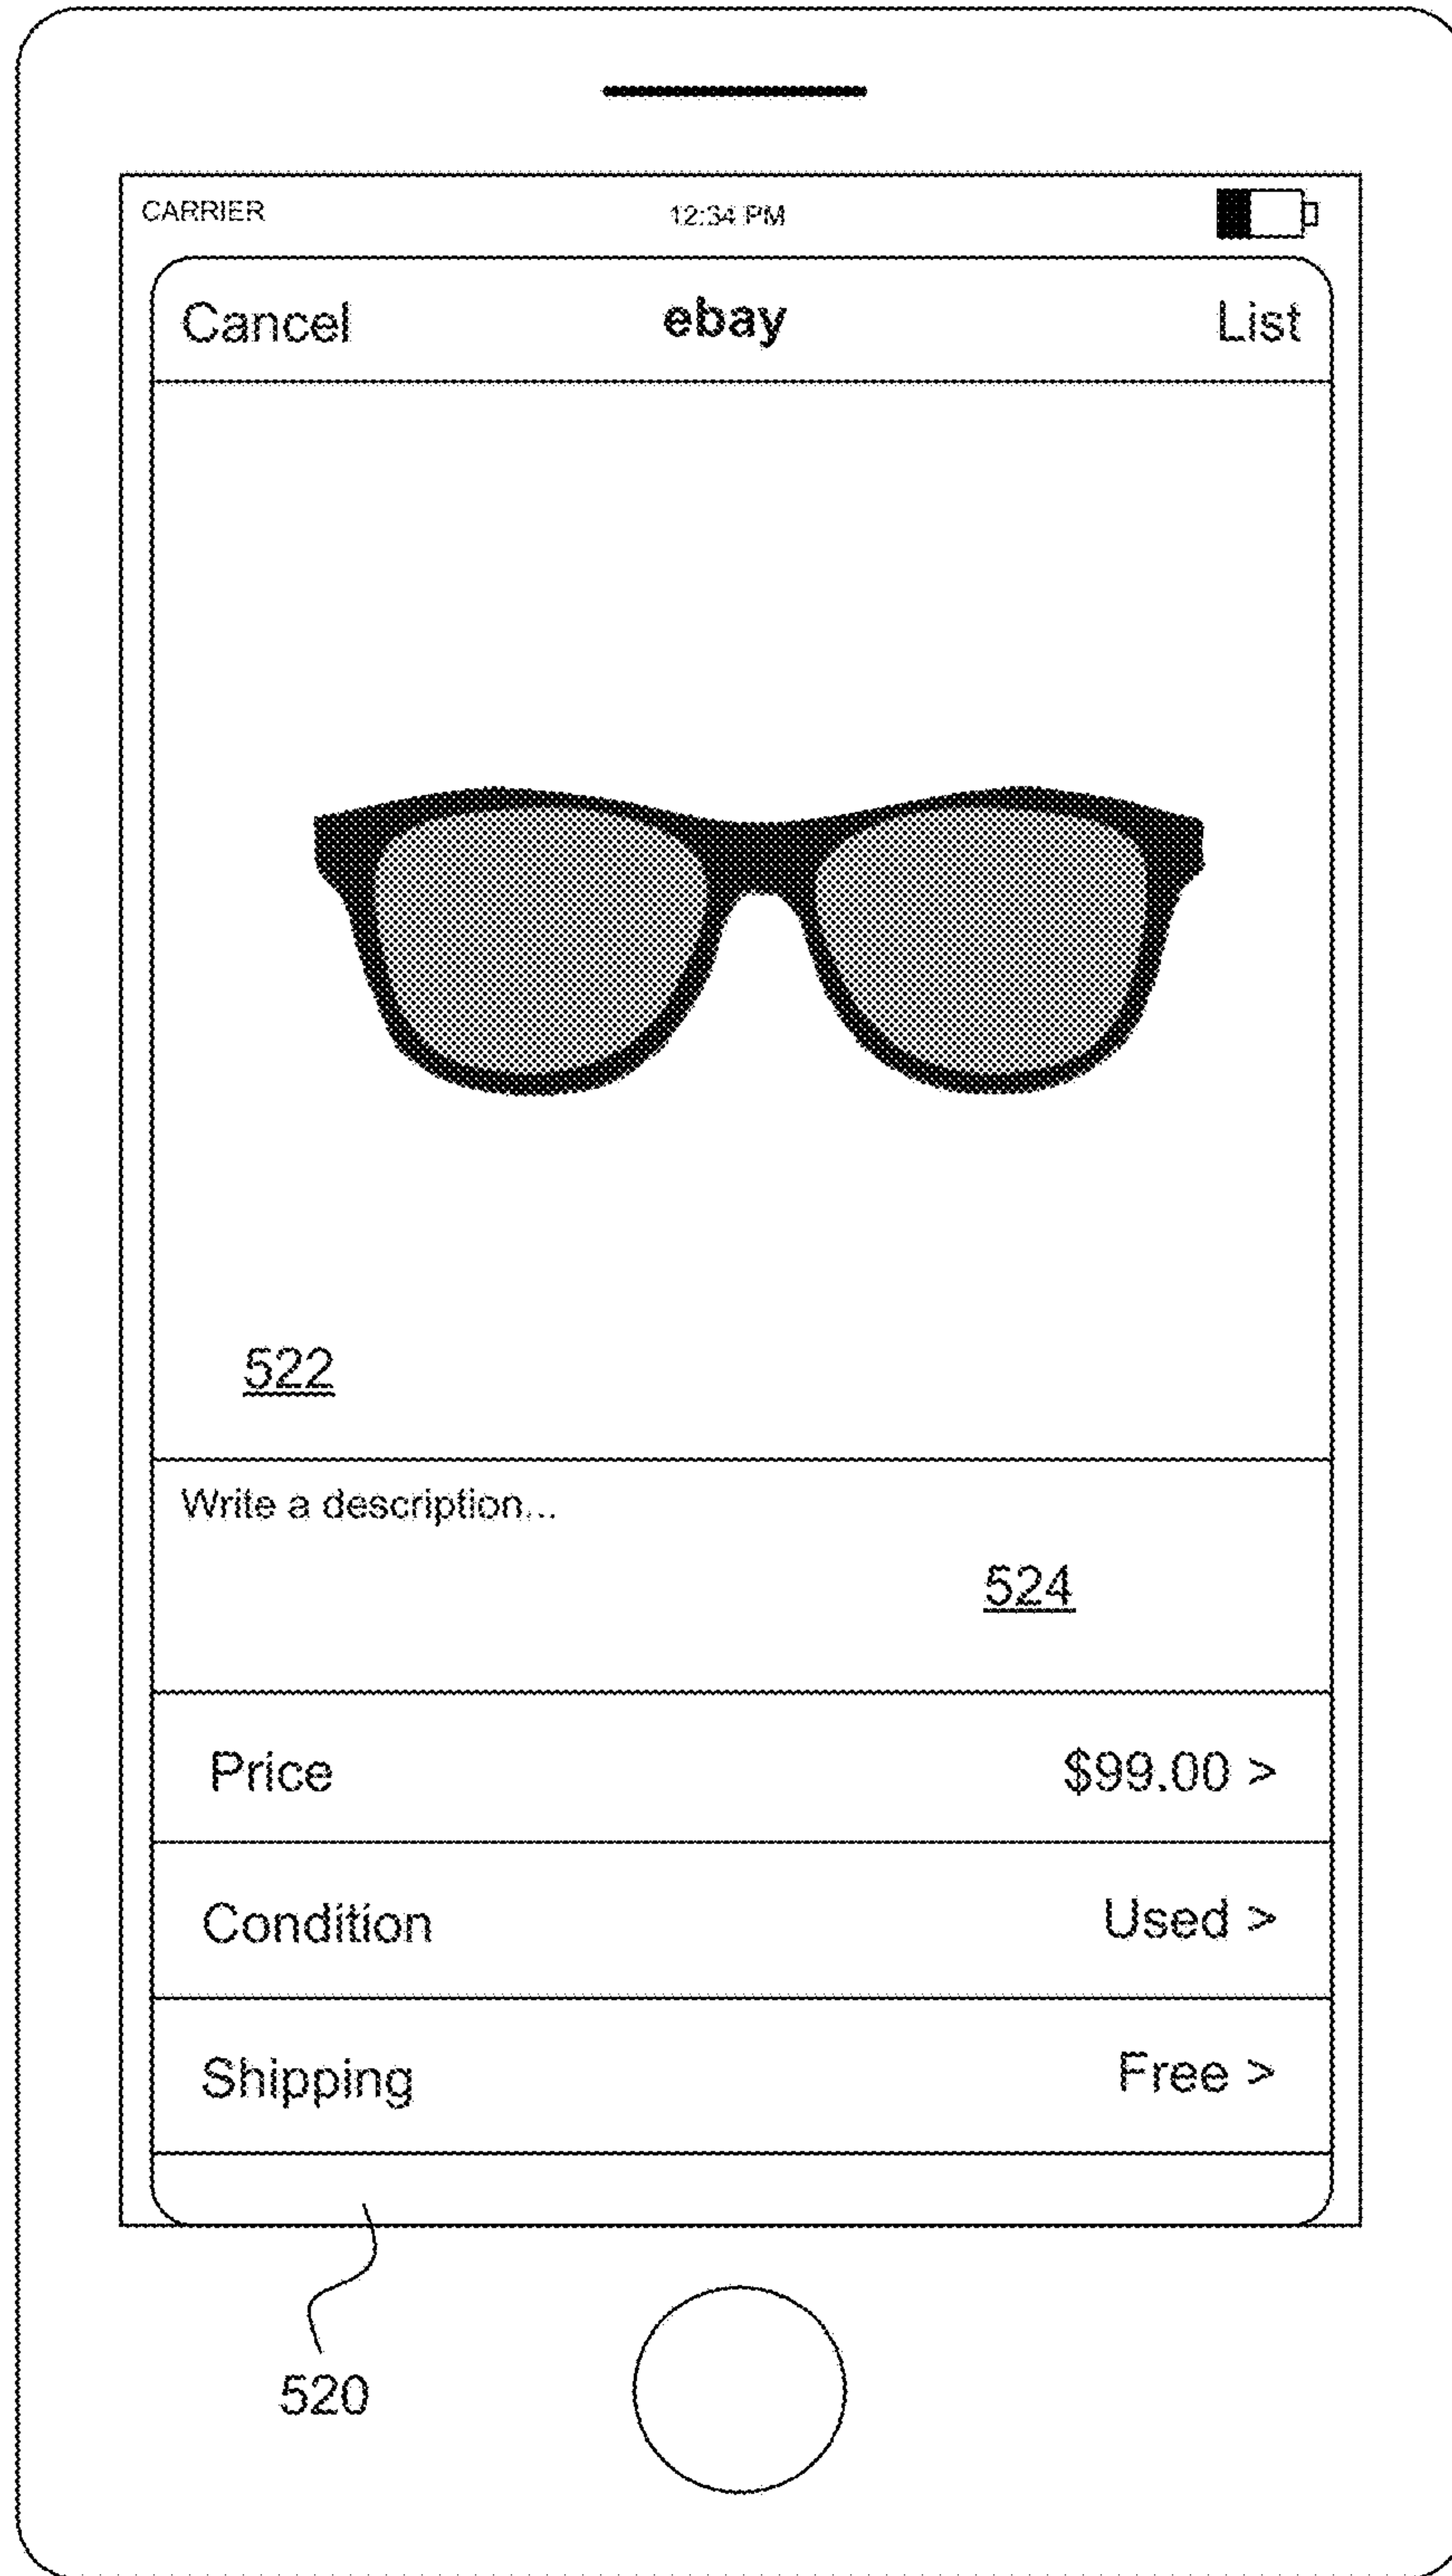 CARRIER 12:34 PM
Cancel ebay List
522
Write a description...
524
Price $99.00 >
Condition Used >
Shipping Free >
520